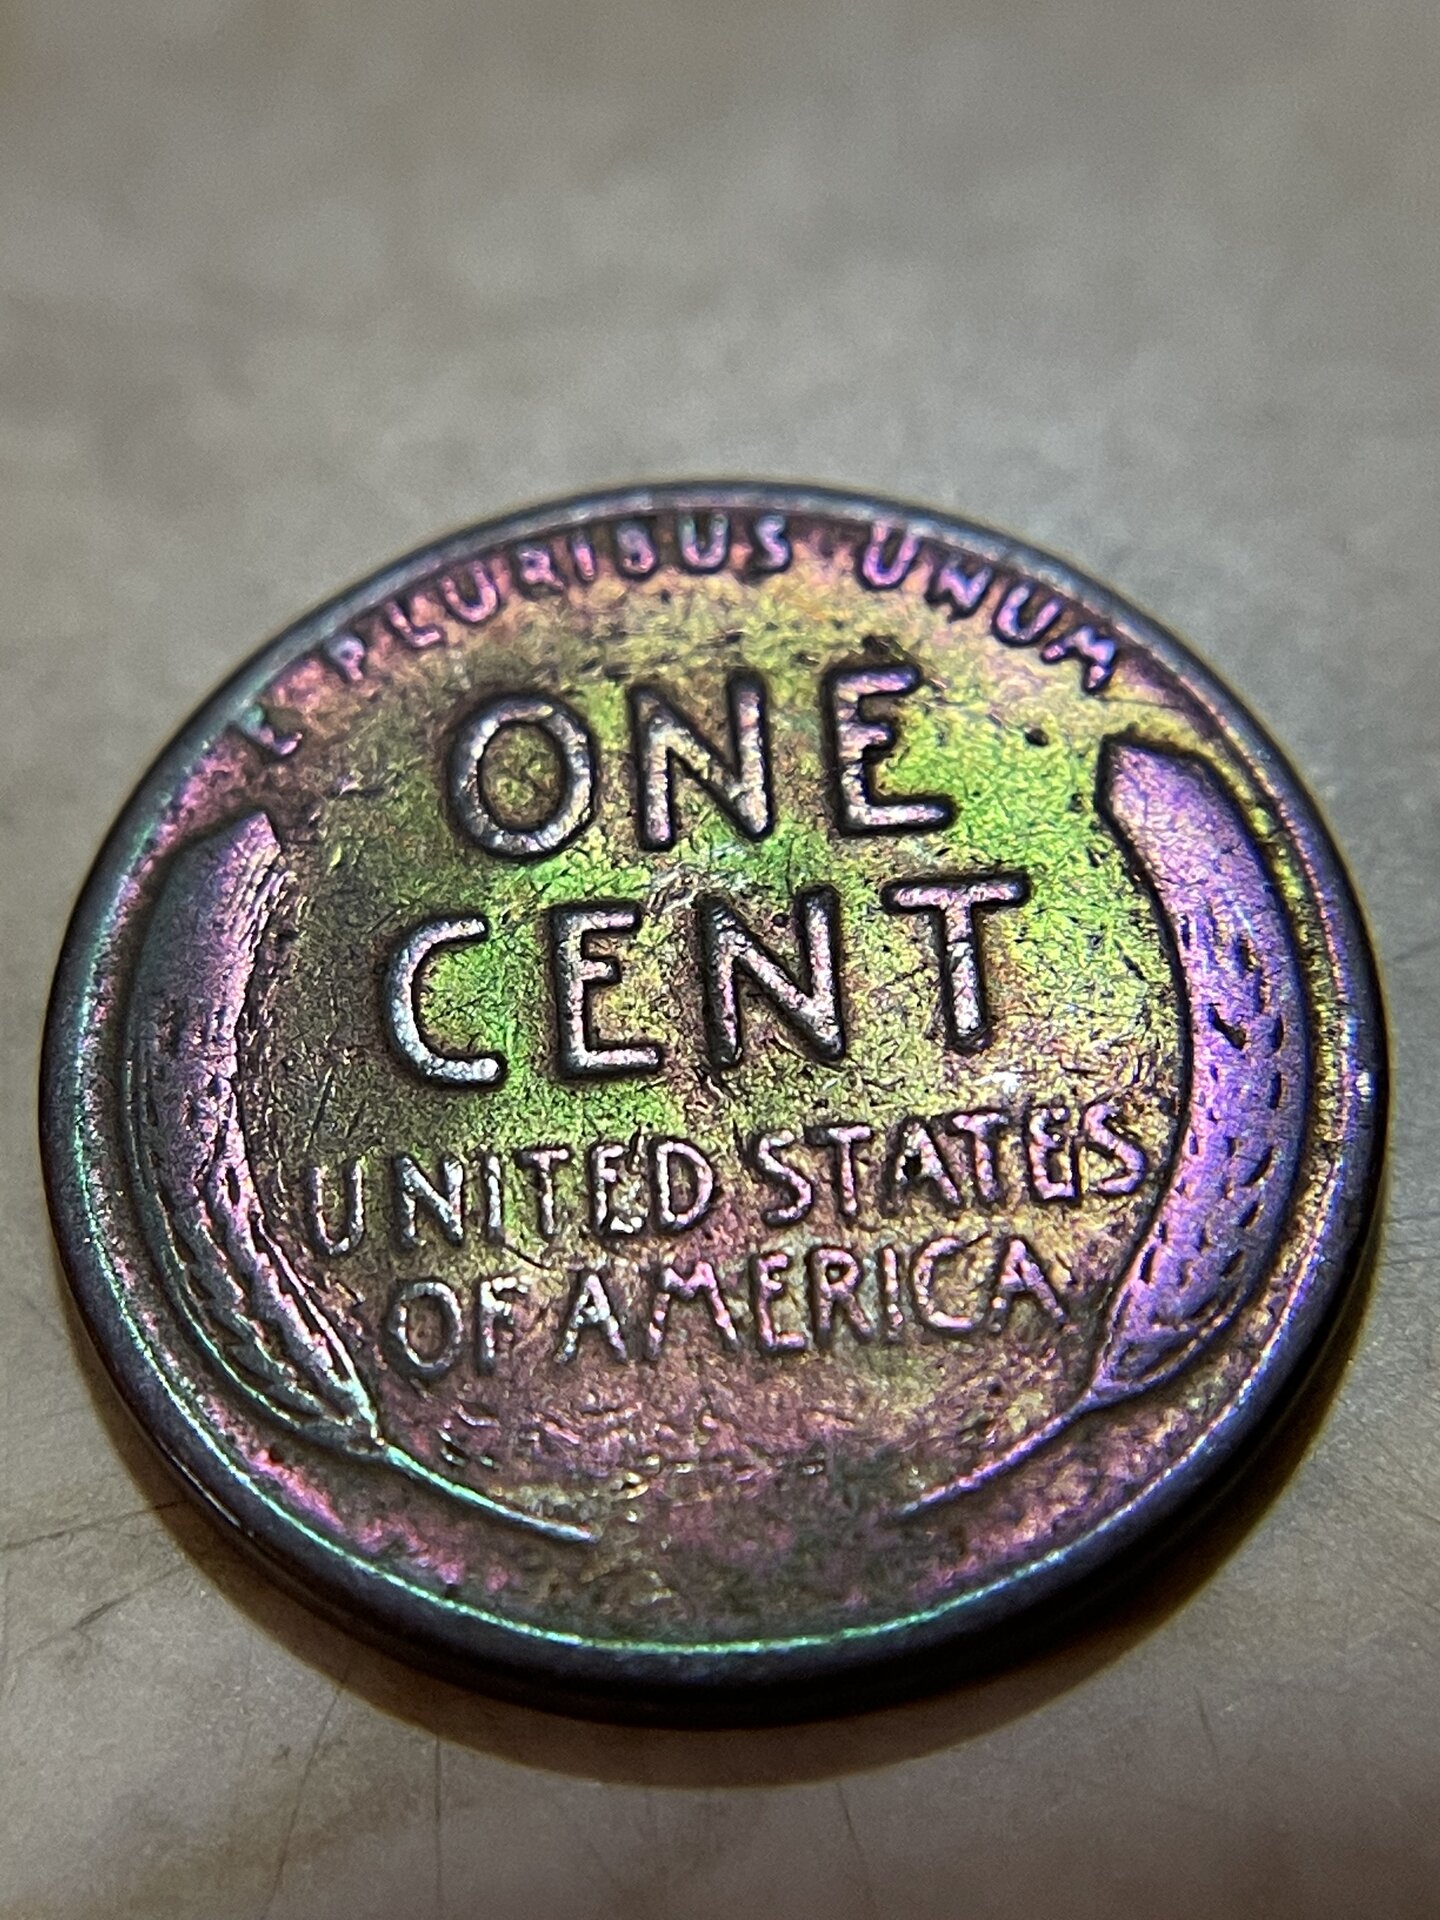 E PLURIBUS UNUM
ONE
CENT
UNITED STATES
OF AMERICA